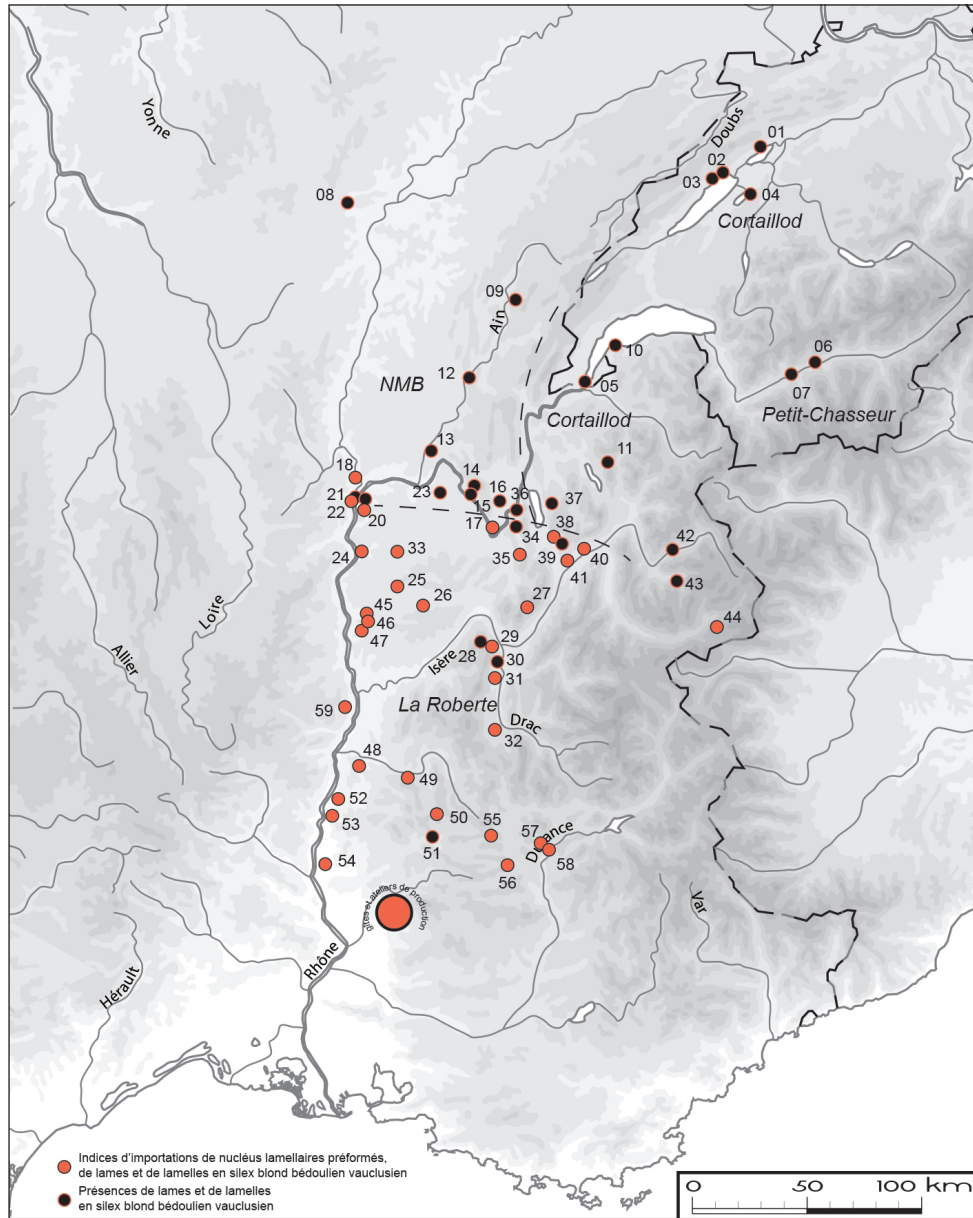 Yonne
Doubs
01
02
03
04
Cortaillod
08
09
Ain
10
06
07
05
12
NMB
Cortaillod
Petit-Chasseur
13
11
18
14
21
23
16
36
37
15
22
20
17
34
38
42
24
33
35
39
40
41
43
25
26
27
44
45
46
47
Loire
Allier
29
28
30
Isère
31
La Roberte
59
Drac
32
48
49
52
53
50
55
57
Durance
51
58
54
56
gîtes et ateliers de production
Var
Rhône
Hérault
Indices d'importations de nucléus lamellaires préformés,
de lames et de lamelles en silex blond bédoulien vauclusien
Présences de lames et de lamelles
en silex blond bédoulien vauclusien
0 50 100 km